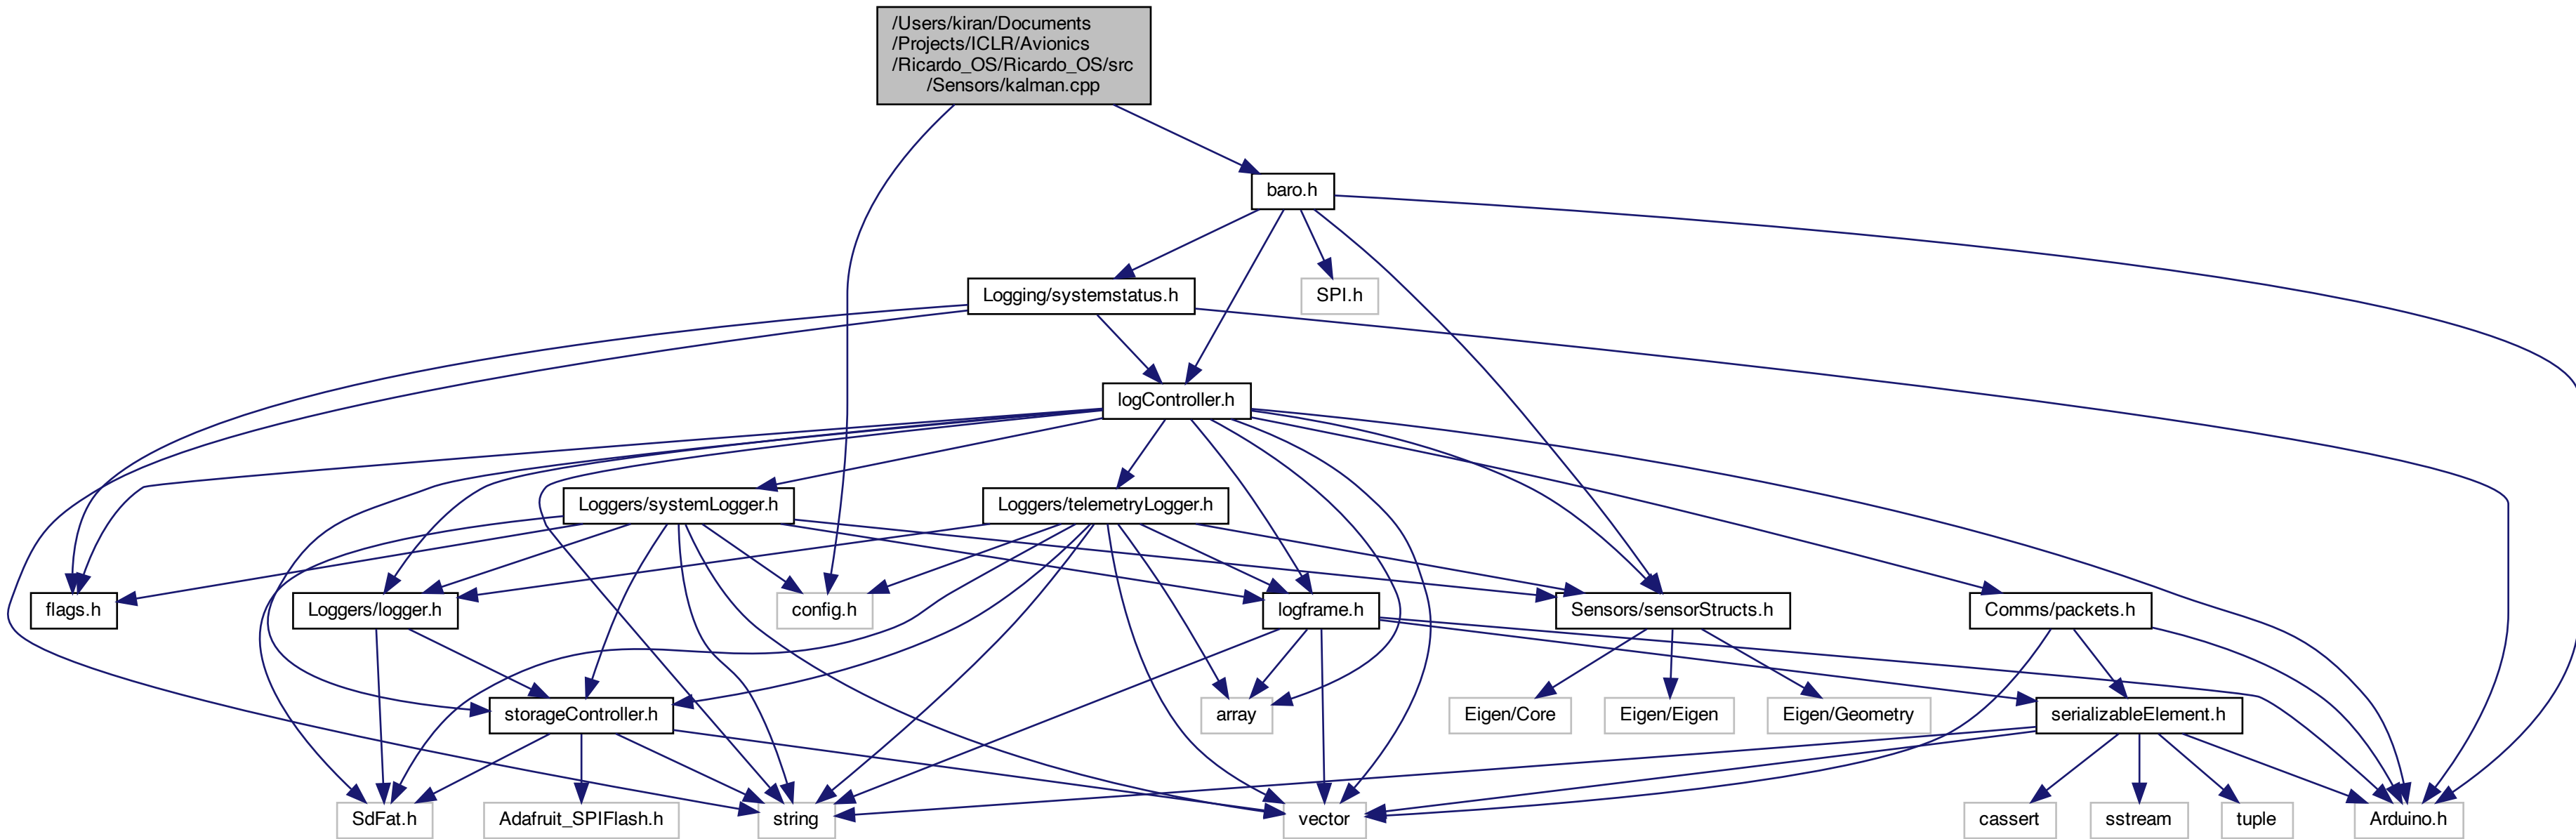 /Users/kiran/Documents
/Projects/ICLR/Avionics
/Ricardo_OS/Ricardo_OS/src
/Sensors/kalman.cpp
baro.h
Logging/systemstatus.h
SPI.h
logController.h
Loggers/systemLogger.h
Loggers/telemetryLogger.h
flags.h
Loggers/logger.h
config.h
logframe.h
Sensors/sensorStructs.h
Comms/packets.h
storageController.h
array
Eigen/Core
Eigen/Eigen
Eigen/Geometry
serializableElement.h
SdFat.h
Adafruit_SPIFlash.h
string
vector
cassert
sstream
tuple
Arduino.h